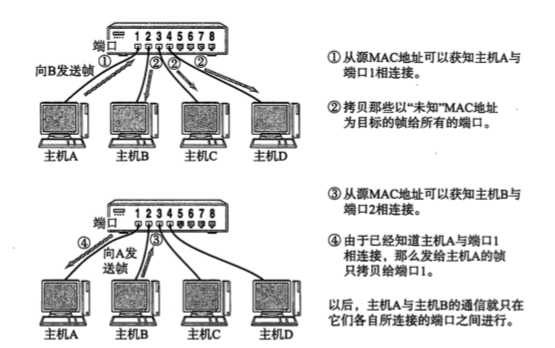 端口 1 2 3 4 5 6 7 8
① ② ② ②
向B发送帧
主机A 主机B 主机C 主机D
①从源MAC地址可以获知主机A与
端口1相连接。
②拷贝那些以“未知”MAC地址
为目标的帧给所有的端口。
端口 1 2 3 4 5 6 7 8
④ ③
向A发
送帧
主机A 主机B 主机C 主机D
③从源MAC地址可以获知主机B与
端口2相连接。
④由于已经知道主机A与端口1
相连接，那么发给主机A的帧
只拷贝给端口1。
以后，主机A与主机B的通信就只在
它们各自所连接的端口之间进行。